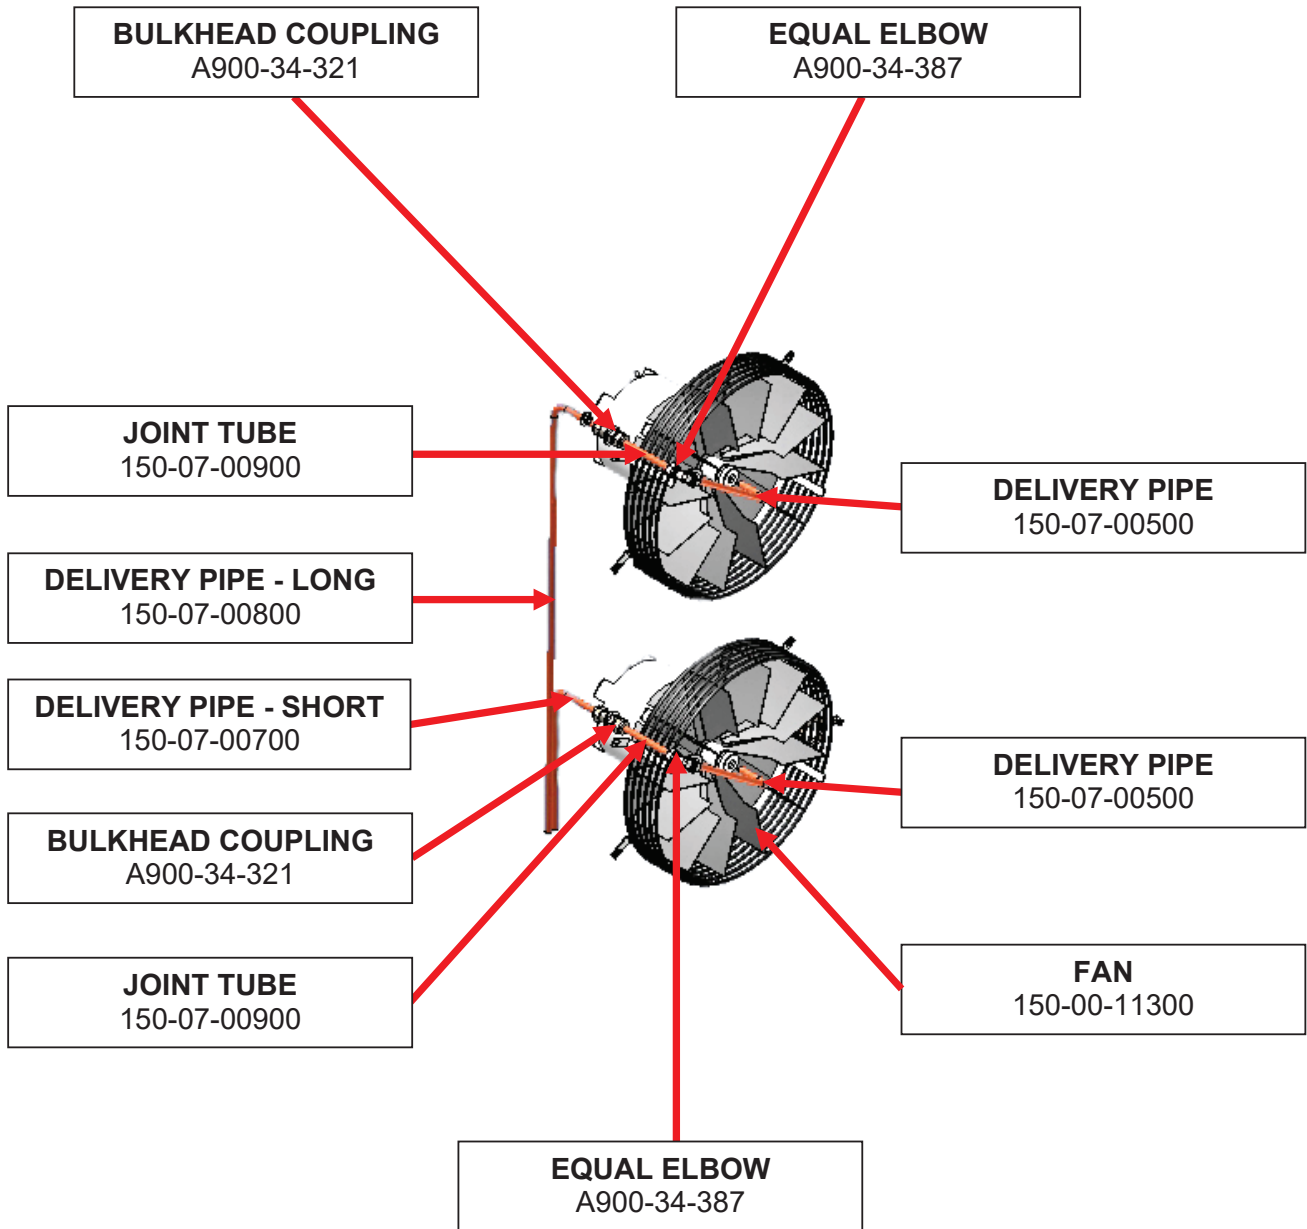 BULKHEAD COUPLING
A900-34-321
EQUAL ELBOW
A900-34-387
JOINT TUBE
150-07-00900
DELIVERY PIPE
150-07-00500
DELIVERY PIPE - LONG
150-07-00800
DELIVERY PIPE - SHORT
150-07-00700
DELIVERY PIPE
150-07-00500
BULKHEAD COUPLING
A900-34-321
JOINT TUBE
150-07-00900
FAN
150-00-11300
EQUAL ELBOW
A900-34-387